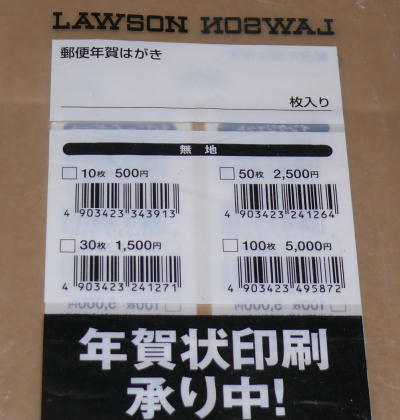 LAWSON LAWSON
郵便年賀はがき
枚入り
無地
10枚 500円
50枚 2,500円
4 903423 343913
4 903423 241264
30枚 1,500円
100枚 5,000円
4 903423 241271
4 903423 495872
年賀状印刷
承り中!